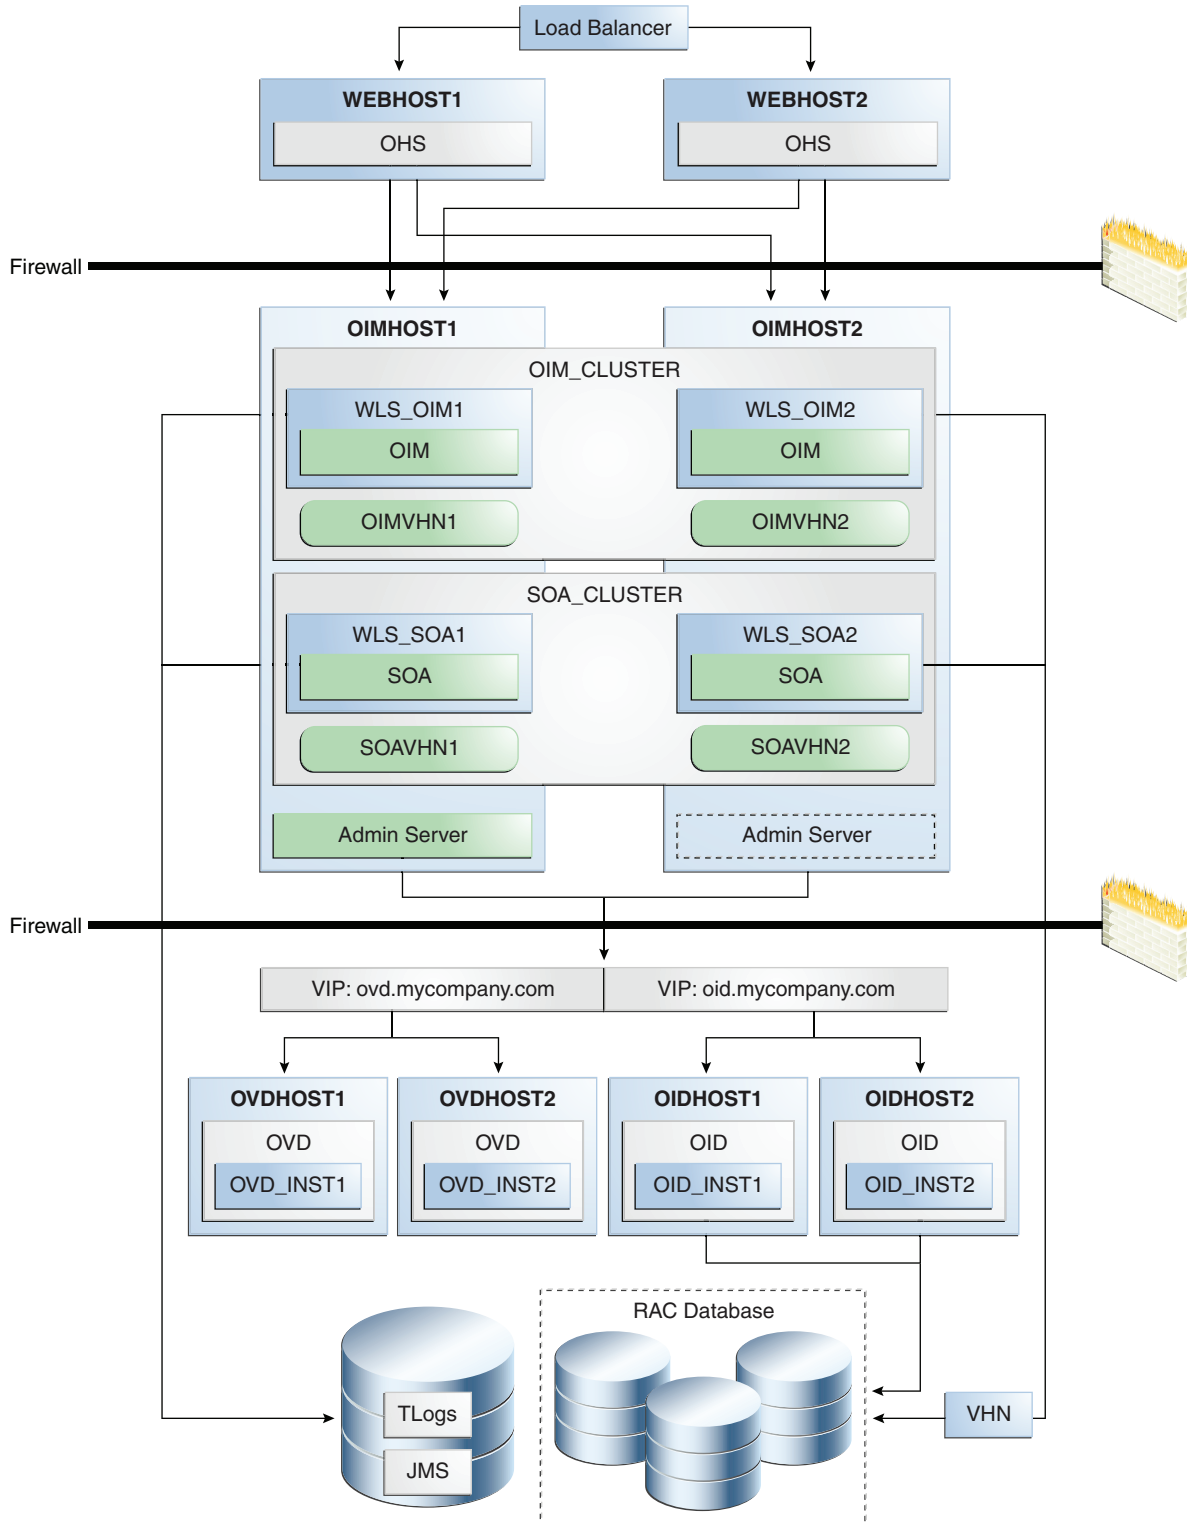 Load Balancer
WEBHOST1
WEBHOST2
OHS
OHS
Firewall
OIMHOST1
OIMHOST2
OIM_CLUSTER
WLS_OIM1
WLS_OIM2
OIM
OIM
OIMVHN1
OIMVHN2
SOA_CLUSTER
WLS_SOA1
WLS_SOA2
SOA
SOA
SOAVHN1
SOAVHN2
Admin Server
Admin Server
Firewall
VIP: ovd.mycompany.com
VIP: oid.mycompany.com
OVDHOST1
OVDHOST2
OIDHOST1
OIDHOST2
OVD
OVD
OID
OID
OVD_INST1
OVD_INST2
OID_INST1
OID_INST2
RAC Database
TLogs
VHN
JMS